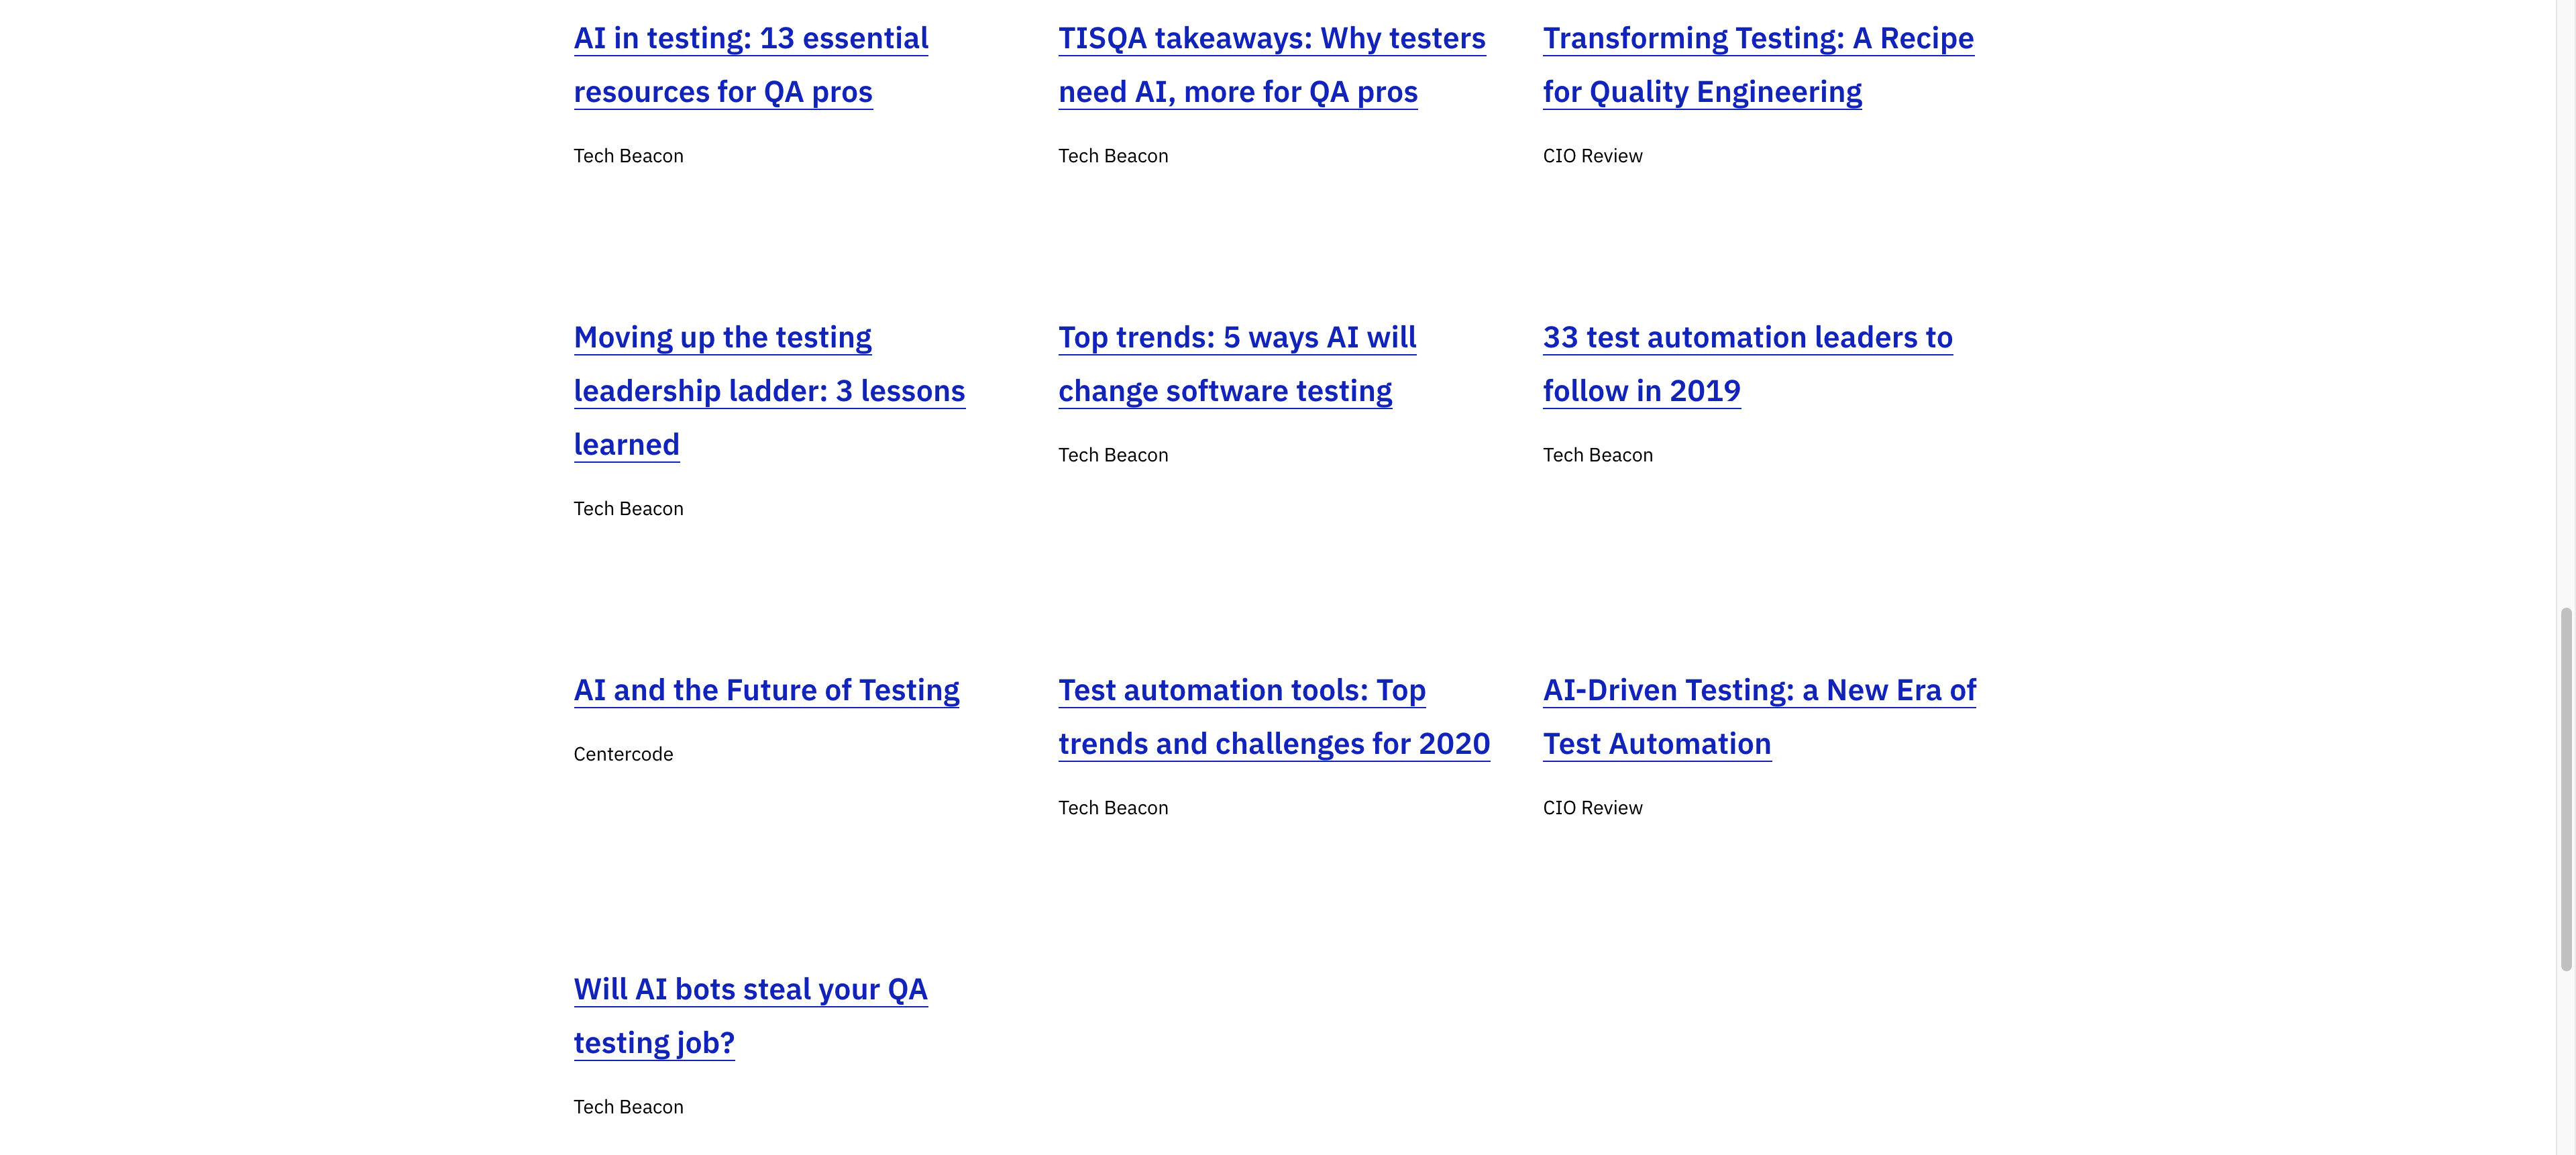 AI in testing: 13 essential
resources for QA pros
Tech Beacon
TISQA takeaways: Why testers
need AI, more for QA pros
Tech Beacon
Transforming Testing: A Recipe
for Quality Engineering
CIO Review
Moving up the testing
leadership ladder: 3 lessons
learned
Tech Beacon
Top trends: 5 ways AI will
change software testing
Tech Beacon
33 test automation leaders to
follow in 2019
Tech Beacon
AI and the Future of Testing
Centercode
Test automation tools: Top
trends and challenges for 2020
Tech Beacon
AI-Driven Testing: a New Era of
Test Automation
CIO Review
Will AI bots steal your QA
testing job?
Tech Beacon